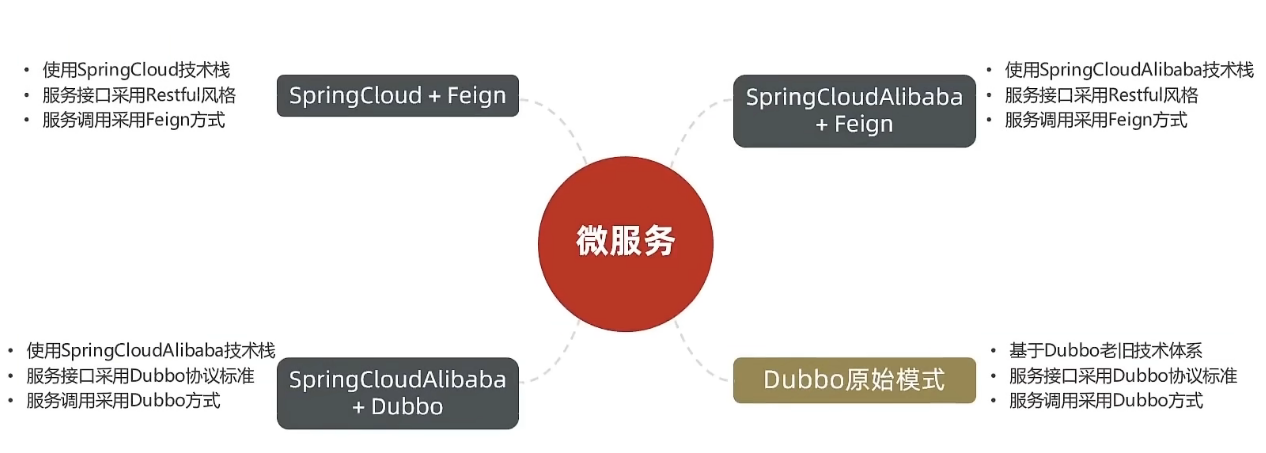 使用SpringCloud技术栈
服务接口采用Restful风格
服务调用采用Feign方式
SpringCloud + Feign
SpringCloudAlibaba
+ Feign
使用SpringCloudAlibaba技术栈
服务接口采用Restful风格
服务调用采用Feign方式
微服务
使用SpringCloudAlibaba技术栈
服务接口采用Dubbo协议标准
服务调用采用Dubbo方式
SpringCloudAlibaba
+ Dubbo
Dubbo原始模式
基于Dubbo老旧技术体系
服务接口采用Dubbo协议标准
服务调用采用Dubbo方式